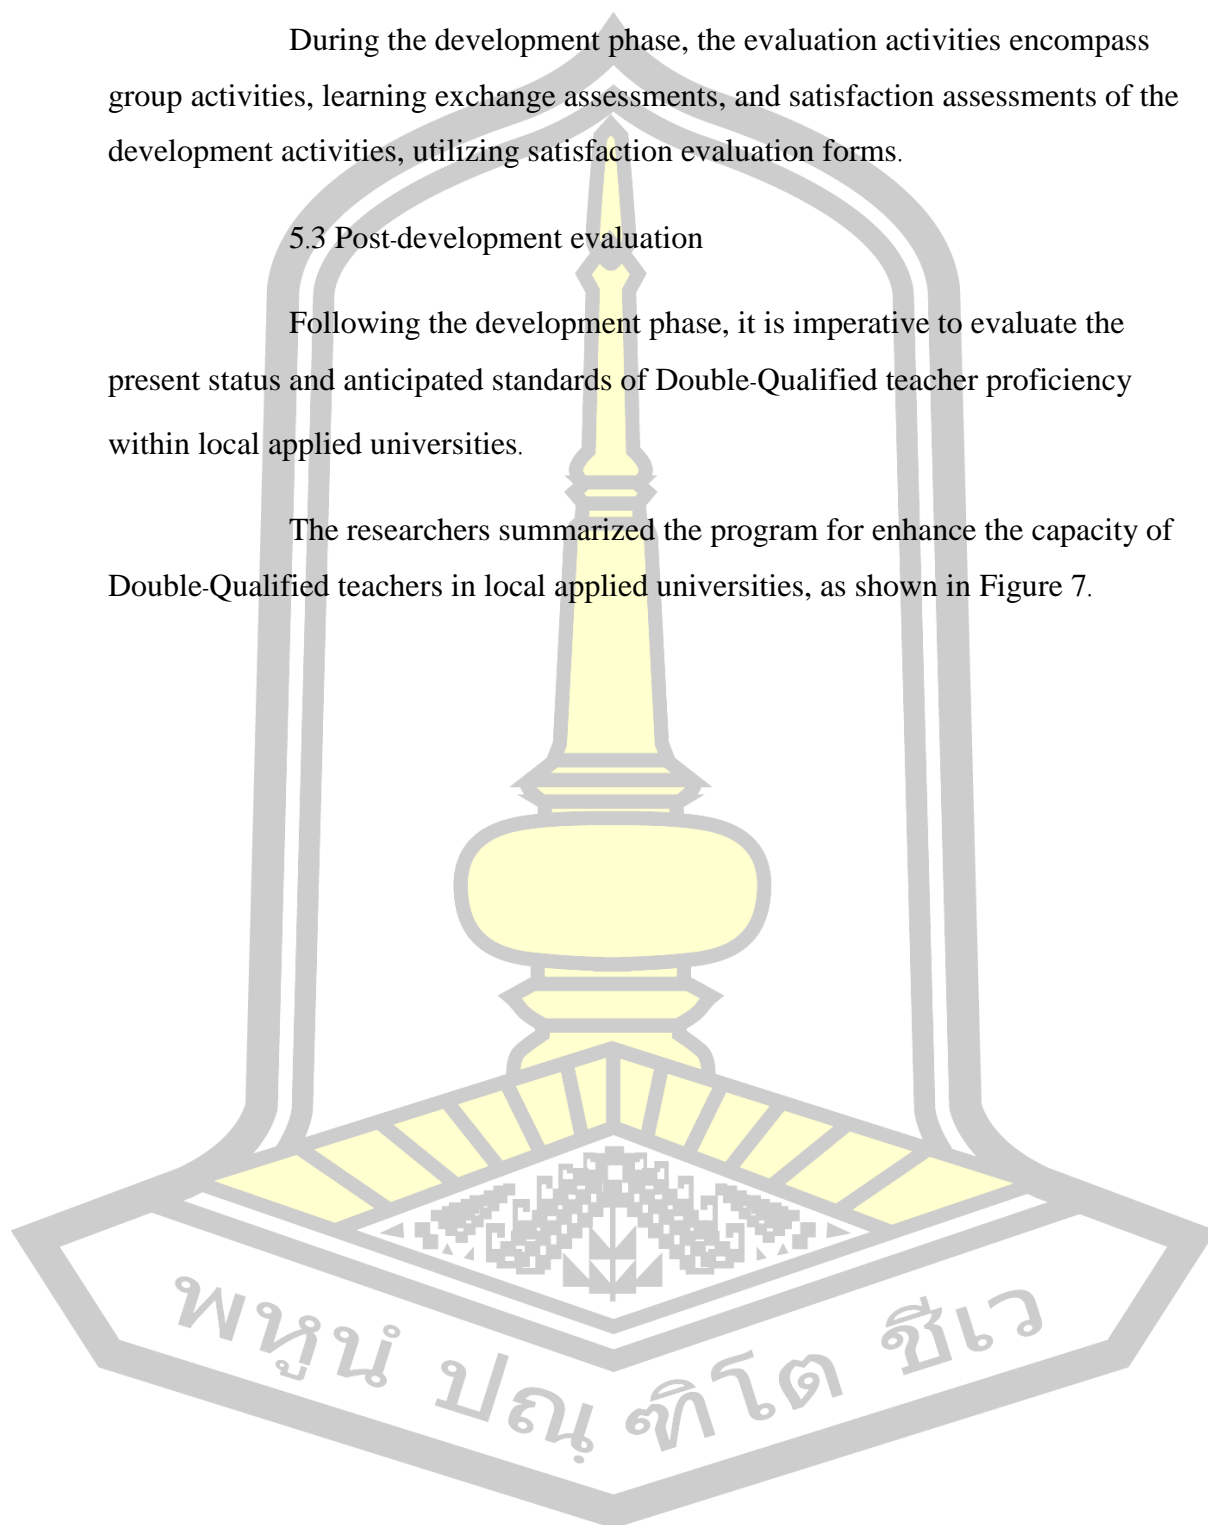 During the development phase, the evaluation activities encompass
group activities, learning exchange assessments, and satisfaction assessments of the
development activities, utilizing satisfaction evaluation forms.
5.3 Post-development evaluation
Following the development phase, it is imperative to evaluate the
present status and anticipated standards of Double-Qualified teacher proficiency
within local applied universities.
The researchers summarized the program for enhance the capacity of
Double-Qualified teachers in local applied universities, as shown in Figure 7.
พหูนํ ปณฺ ฑิโต ชีเว